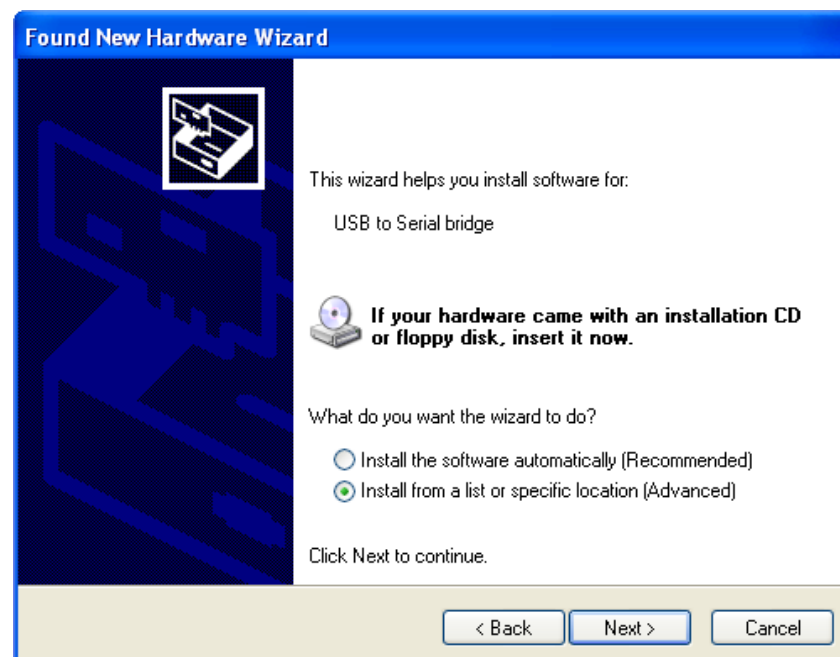 Found New Hardware Wizard
This wizard helps you install software for:
USB to Serial bridge
If your hardware came with an installation CD
or floppy disk, insert it now.
What do you want the wizard to do?
Install the software automatically (Recommended)
Install from a list or specific location (Advanced)
Click Next to continue.
< Back
Next >
Cancel